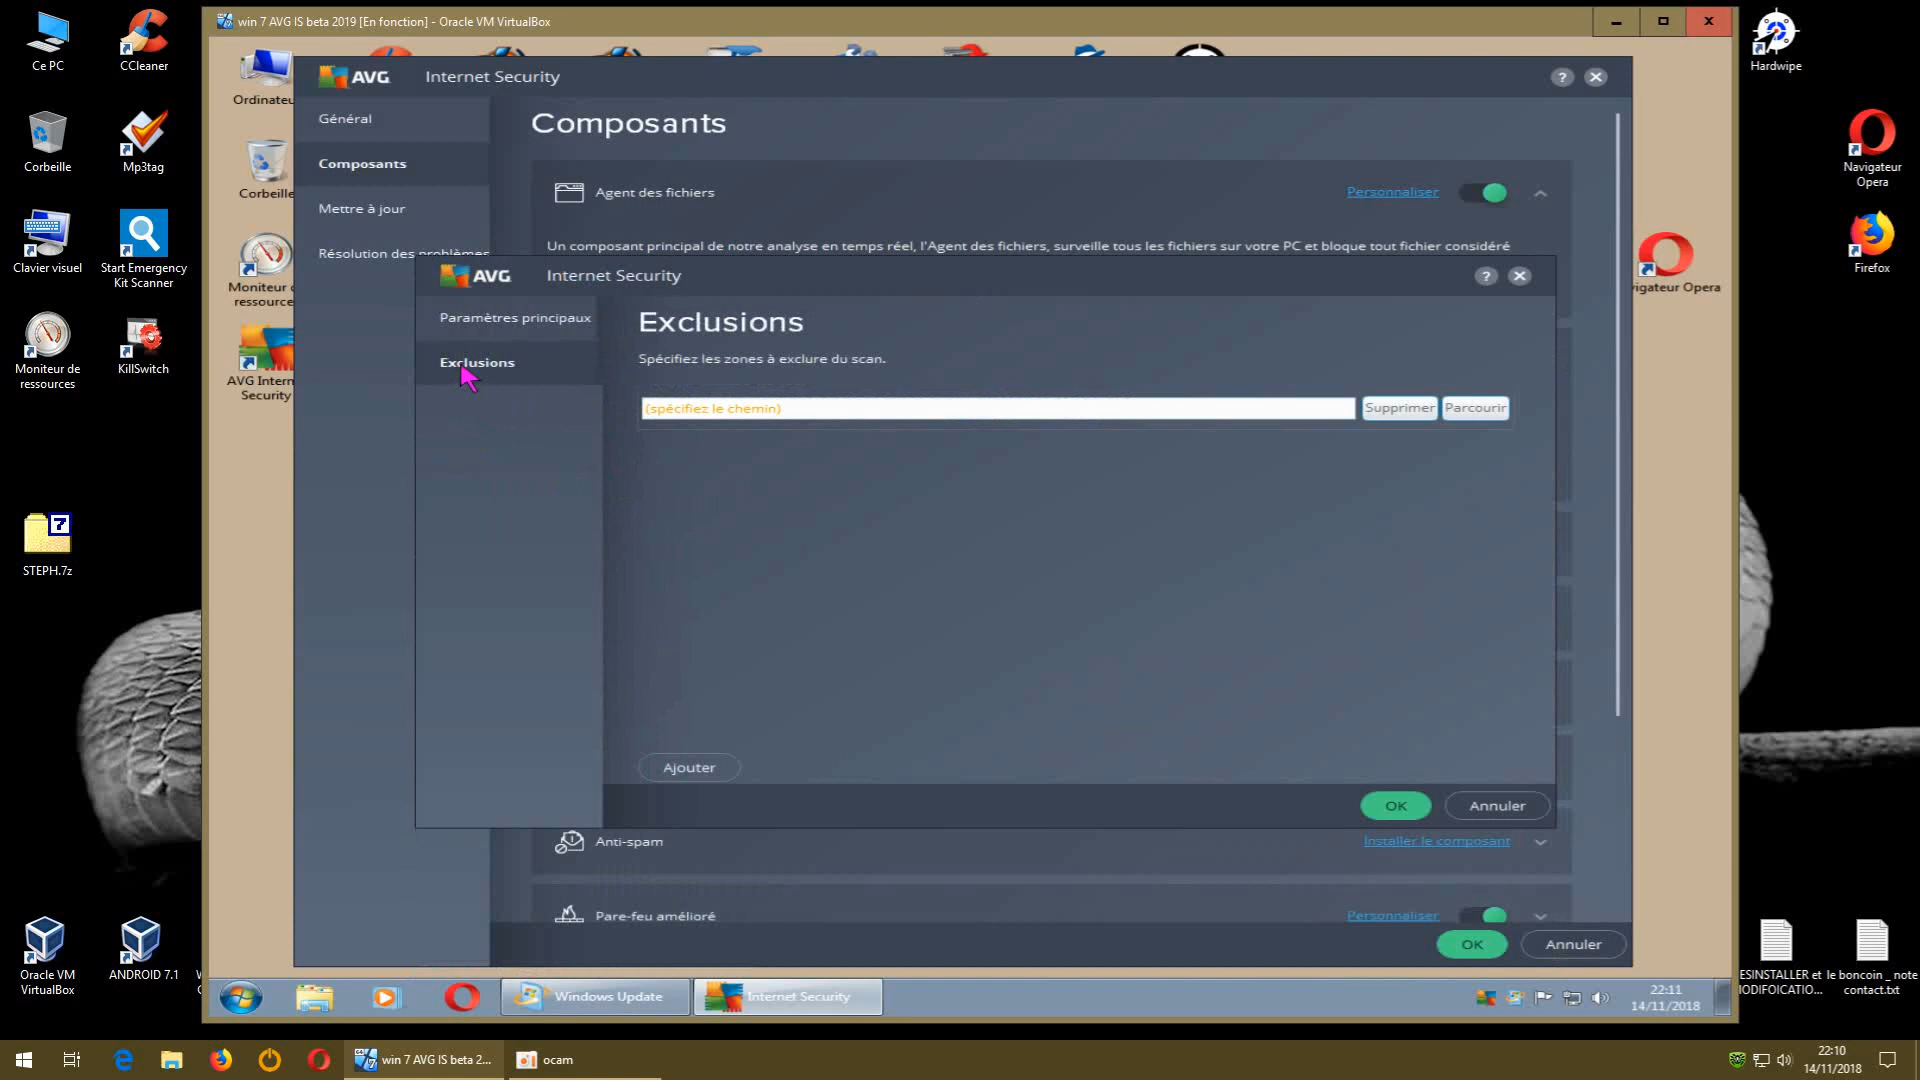 win 7 AVG IS beta 2019 [En fonction] - Oracle VM VirtualBox
Ce PC
CCleaner
Hardwipe
Corbeille
Mp3tag
Navigateur
Opera
Clavier visuel
Start Emergency
Kit Scanner
Firefox
Moniteur de
ressources
KillSwitch
STEPH.7z
Oracle VM
VirtualBox
ANDROID 7.1
ESINSTALLER et
le boncoin _ note
contact.txt
Corbeille
Moniteur
ressource
AVG Intern
Security
igateur Opera
AVG Internet Security
?
Général
Composants
Mettre à jour
Résolution des problèmes
Composants
Agent des fichiers
Personnaliser
Un composant principal de notre analyse en temps réel, l'Agent des fichiers, surveille tous les fichiers sur votre PC et bloque tout fichier considéré
AVG Internet Security
?
Paramètres principaux
Exclusions
Exclusions
Spécifiez les zones à exclure du scan.
(spécifiez le chemin)
Supprimer
Parcourir
Ajouter
OK
Annuler
Anti-spam
Installer le composant
Pare-feu amélioré
Personnaliser
OK
Annuler
Windows Update
Internet Security
22:11
14/11/2018
win 7 AVG IS beta 2...
ocam
22:10
14/11/2018